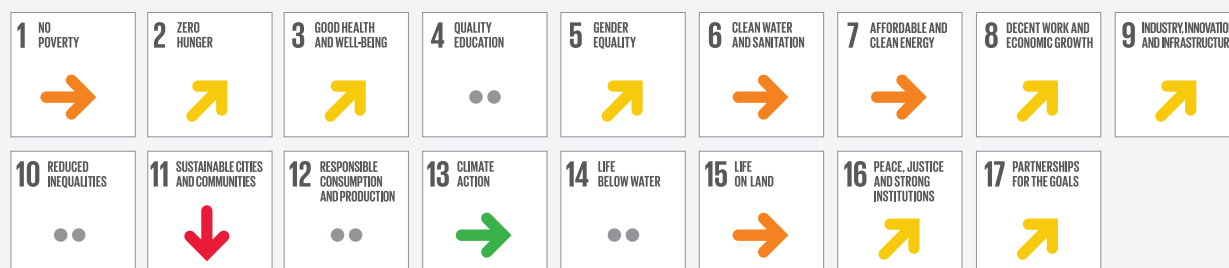 1 NO
POVERTY
2 ZERO
HUNGER
3 GOOD HEALTH
AND WELL-BEING
4 QUALITY
EDUCATION
5 GENDER
EQUALITY
6 CLEAN WATER
AND SANITATION
7 AFFORDABLE AND
CLEAN ENERGY
8 DECENT WORK AND
ECONOMIC GROWTH
9 INDUSTRY, INNOVATIO
AND INFRASTRUCTUR
10 REDUCED
INEQUALITIES
11 SUSTAINABLE CITIES
AND COMMUNITIES
12 RESPONSIBLE
CONSUMPTION
AND PRODUCTION
13 CLIMATE
ACTION
14 LIFE
BELOW WATER
15 LIFE
ON LAND
16 PEACE, JUSTICE
AND STRONG
INSTITUTIONS
17 PARTNERSHIPS
FOR THE GOALS